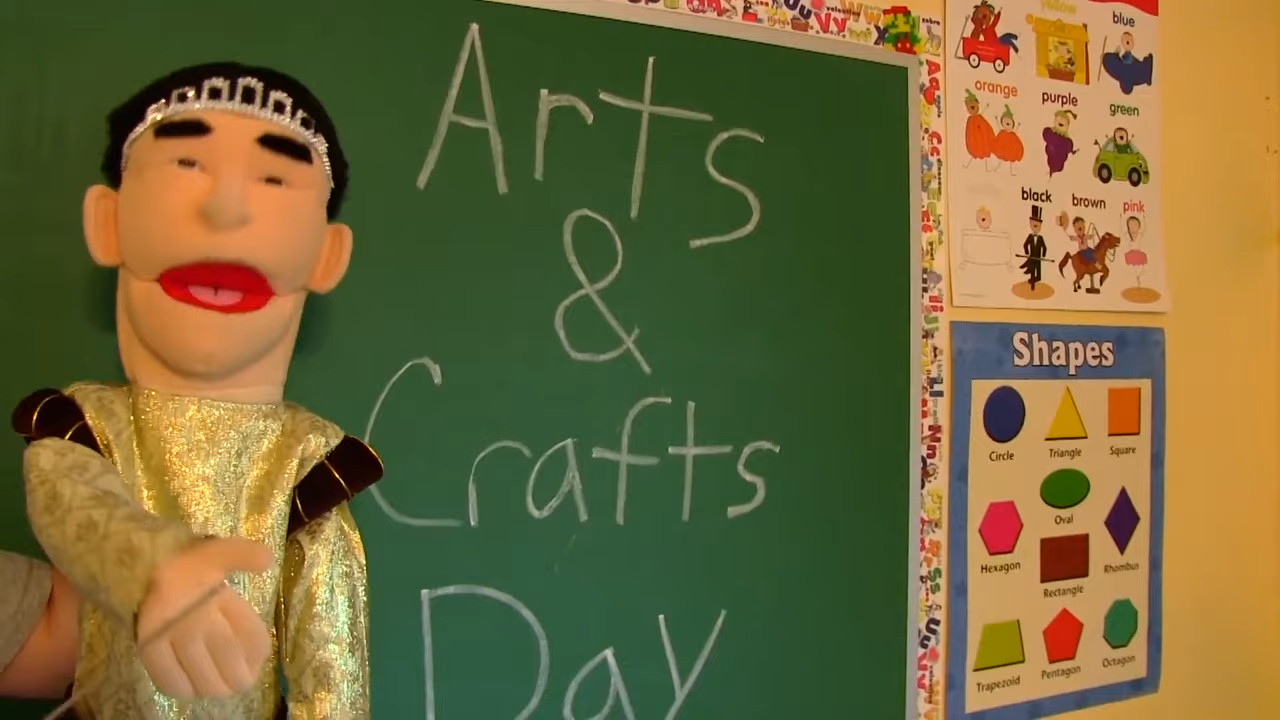 Arts
&
Crafts
Day
yellow
blue
orange
purple
green
black
brown
pink
Shapes
Circle
Triangle
Square
Oval
Hexagon
Rhombus
Rectangle
Trapezoid
Pentagon
Octagon